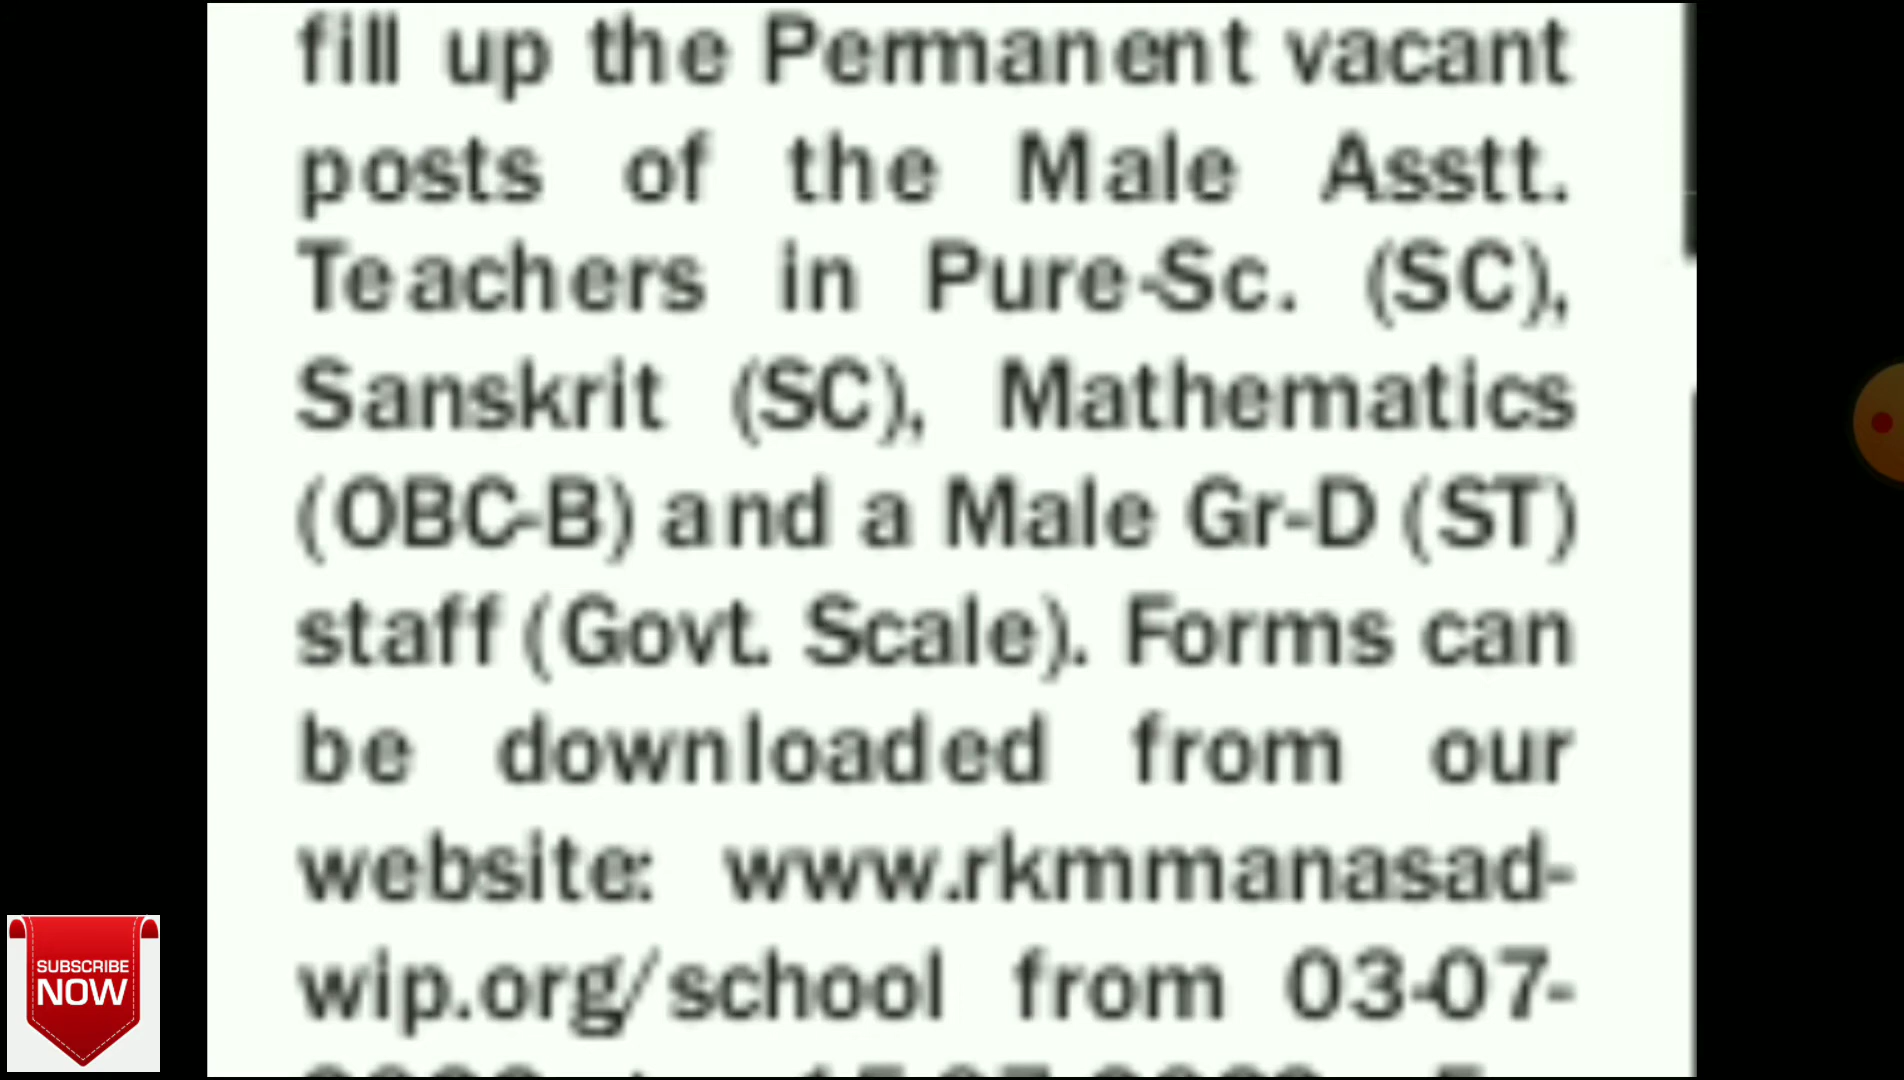 fill up the Permanent vacant
posts of the Male Asstt.
Teachers in Pure-Sc. (SC),
Sanskrit (SC), Mathematics
(OBC-B) and a Male Gr-D (ST)
staff (Govt. Scale). Forms can
be downloaded from our
website: www.rkmmanasad-
wip.org/school from 03-07-
SUBSCRIBE
NOW